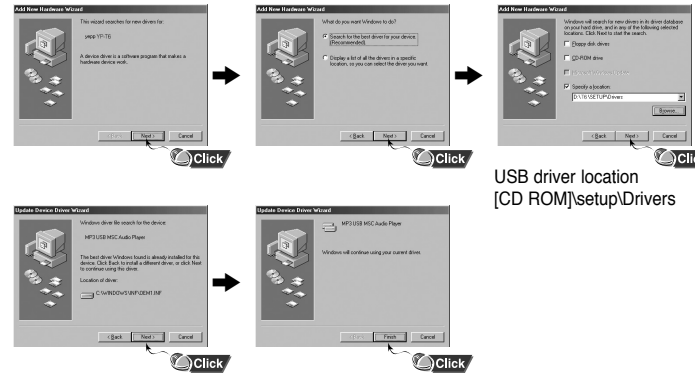 Add New Hardware Wizard
This wizard searches for new drivers for:
yepp YP-T6
A device driver is a software program that makes a
hardware device work.
Next >
Cancel
Click
Add New Hardware Wizard
What do you want Windows to do?
Search for the best driver for your device.
(Recommended).
Display a list of all the drivers in a specific
location, so you can select the driver you want.
< Back
Next >
Cancel
Click
Add New Hardware Wizard
Windows will search for new drivers in its driver database
on your hard drive, and in any of the following selected
locations. Click Next to start the search.
Floppy disk drives
CD-ROM drive
Specify a location:
D:\T6\SETUP\Drivers
Browse...
< Back
Next >
Cancel
Clic
USB driver location
[CD ROM]\setup\Drivers
Update Device Driver Wizard
Windows driver file search for the device:
MP3 USB MSC Audio Player
The best driver Windows found is already installed for this
device. Click Back to install a different driver, or click Next
to continue using this driver.
Location of driver:
C:\WINDOWS\INF\OEM1.INF
< Back
Next >
Cancel
Click
Update Device Driver Wizard
MP3 USB MSC Audio Player
Windows will continue using your current driver.
Finish
Cancel
Click